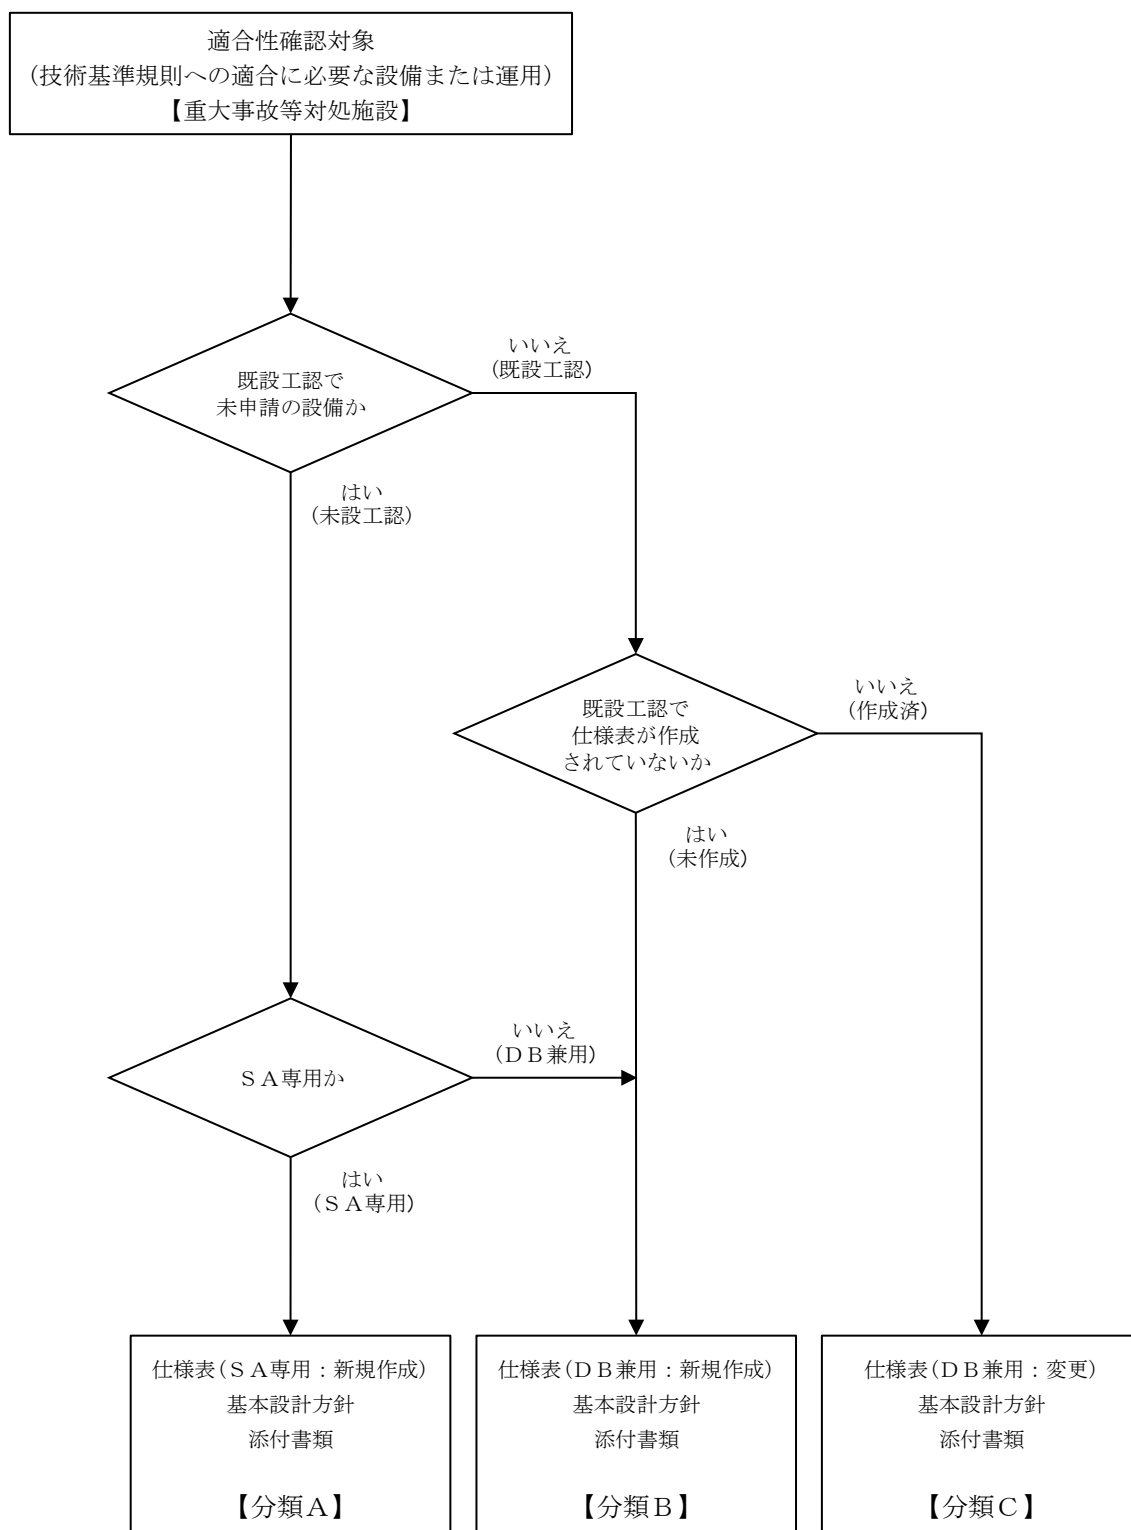 適合性確認対象
（技術基準規則への適合に必要な設備または運用）
【重大事故等対処施設】
既設工認で
未申請の設備か
いいえ
（既設工認）
はい
（未設工認）
既設工認で
仕様表が作成
されていないか
いいえ
（作成済）
はい
（未作成）
ＳＡ専用か
いいえ
（ＤＢ兼用）
はい
（ＳＡ専用）
仕様表（ＳＡ専用：新規作成）
基本設計方針
添付書類
【分類Ａ】
仕様表（ＤＢ兼用：新規作成）
基本設計方針
添付書類
【分類Ｂ】
仕様表（ＤＢ兼用：変更）
基本設計方針
添付書類
【分類Ｃ】